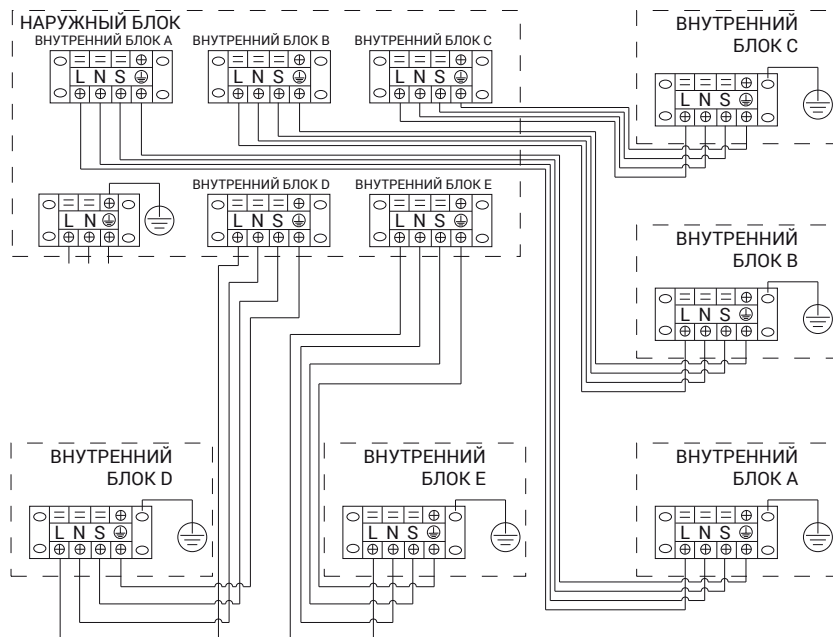 НАРУЖНЫЙ БЛОК
ВНУТРЕННИЙ БЛОК A
ВНУТРЕННИЙ БЛОК B
ВНУТРЕННИЙ БЛОК C
L N S
L N S
L N S
ВНУТРЕННИЙ БЛОК D
ВНУТРЕННИЙ БЛОК E
L N
L N S
L N S
ВНУТРЕННИЙ
БЛОК C
L N S
ВНУТРЕННИЙ
БЛОК B
L N S
ВНУТРЕННИЙ
БЛОК D
L N S
ВНУТРЕННИЙ
БЛОК E
L N S
ВНУТРЕННИЙ
БЛОК A
L N S